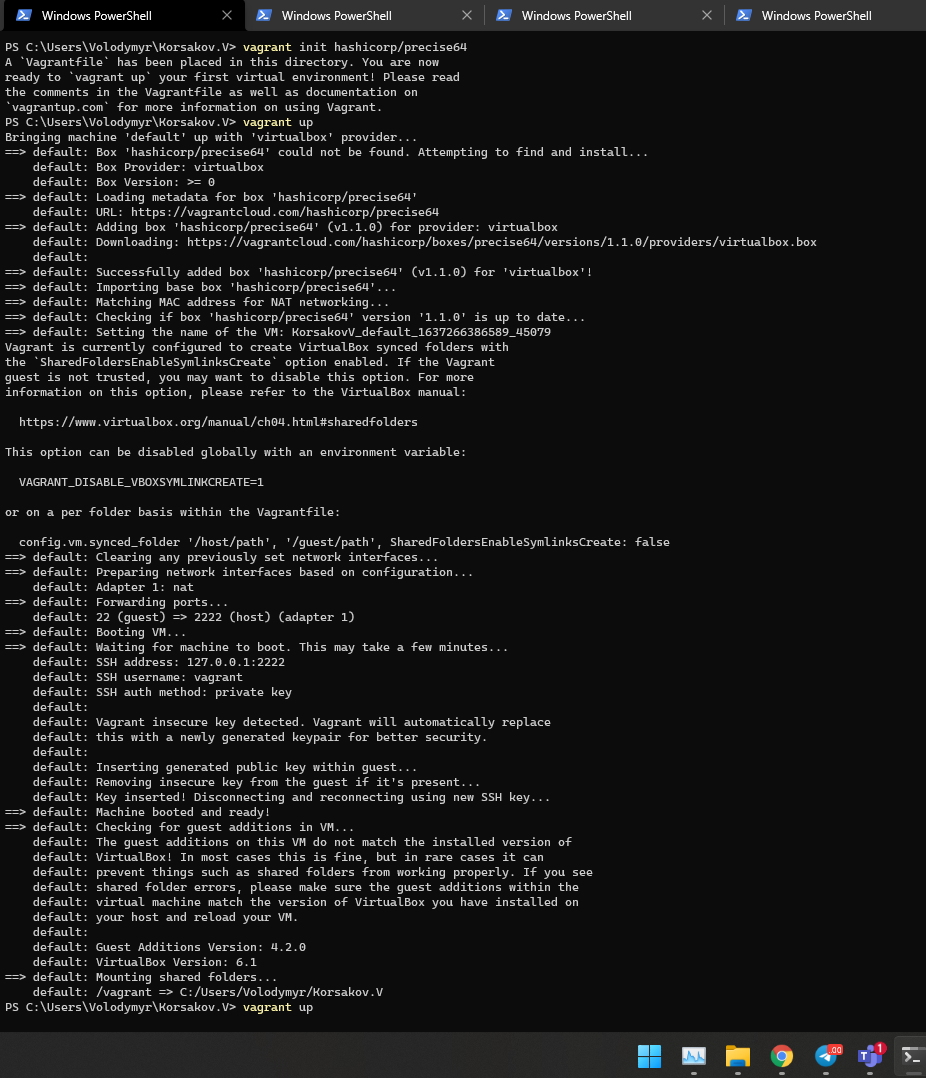 Windows PowerShell
Windows PowerShell
Windows PowerShell
Windows PowerShell
PS C:\Users\Volodymyr\Korsakov.V> vagrant init hashicorp/precise64
A `Vagrantfile` has been placed in this directory. You are now
ready to `vagrant up` your first virtual environment! Please read
the comments in the Vagrantfile as well as documentation on
`vagrantup.com` for more information on using Vagrant.
PS C:\Users\Volodymyr\Korsakov.V> vagrant up
Bringing machine 'default' up with 'virtualbox' provider...
==> default: Box 'hashicorp/precise64' could not be found. Attempting to find and install...
    default: Box Provider: virtualbox
    default: Box Version: >= 0
==> default: Loading metadata for box 'hashicorp/precise64'
    default: URL: https://vagrantcloud.com/hashicorp/precise64
==> default: Adding box 'hashicorp/precise64' (v1.1.0) for provider: virtualbox
    default: Downloading: https://vagrantcloud.com/hashicorp/boxes/precise64/versions/1.1.0/providers/virtualbox.box
    default:
==> default: Successfully added box 'hashicorp/precise64' (v1.1.0) for 'virtualbox'!
==> default: Importing base box 'hashicorp/precise64'...
==> default: Matching MAC address for NAT networking...
==> default: Checking if box 'hashicorp/precise64' version '1.1.0' is up to date...
==> default: Setting the name of the VM: KorsakovV_default_1637266386589_45079
Vagrant is currently configured to create VirtualBox synced folders with
the `SharedFoldersEnableSymlinksCreate` option enabled. If the Vagrant
guest is not trusted, you may want to disable this option. For more
information on this option, please refer to the VirtualBox manual:
  https://www.virtualbox.org/manual/ch04.html#sharedfolders
This option can be disabled globally with an environment variable:
  VAGRANT_DISABLE_VBOXSYMLINKCREATE=1
or on a per folder basis within the Vagrantfile:
  config.vm.synced_folder '/host/path', '/guest/path', SharedFoldersEnableSymlinksCreate: false
==> default: Clearing any previously set network interfaces...
==> default: Preparing network interfaces based on configuration...
    default: Adapter 1: nat
==> default: Forwarding ports...
    default: 22 (guest) => 2222 (host) (adapter 1)
==> default: Booting VM...
==> default: Waiting for machine to boot. This may take a few minutes...
    default: SSH address: 127.0.0.1:2222
    default: SSH username: vagrant
    default: SSH auth method: private key
    default:
    default: Vagrant insecure key detected. Vagrant will automatically replace
    default: this with a newly generated keypair for better security.
    default:
    default: Inserting generated public key within guest...
    default: Removing insecure key from the guest if it's present...
    default: Key inserted! Disconnecting and reconnecting using new SSH key...
==> default: Machine booted and ready!
==> default: Checking for guest additions in VM...
    default: The guest additions on this VM do not match the installed version of
    default: VirtualBox! In most cases this is fine, but in rare cases it can
    default: prevent things such as shared folders from working properly. If you see
    default: shared folder errors, please make sure the guest additions within the
    default: virtual machine match the version of VirtualBox you have installed on
    default: your host and reload your VM.
    default:
    default: Guest Additions Version: 4.2.0
    default: VirtualBox Version: 6.1
==> default: Mounting shared folders...
    default: /vagrant => C:/Users/Volodymyr/Korsakov.V
PS C:\Users\Volodymyr\Korsakov.V> vagrant up
..00
T
1